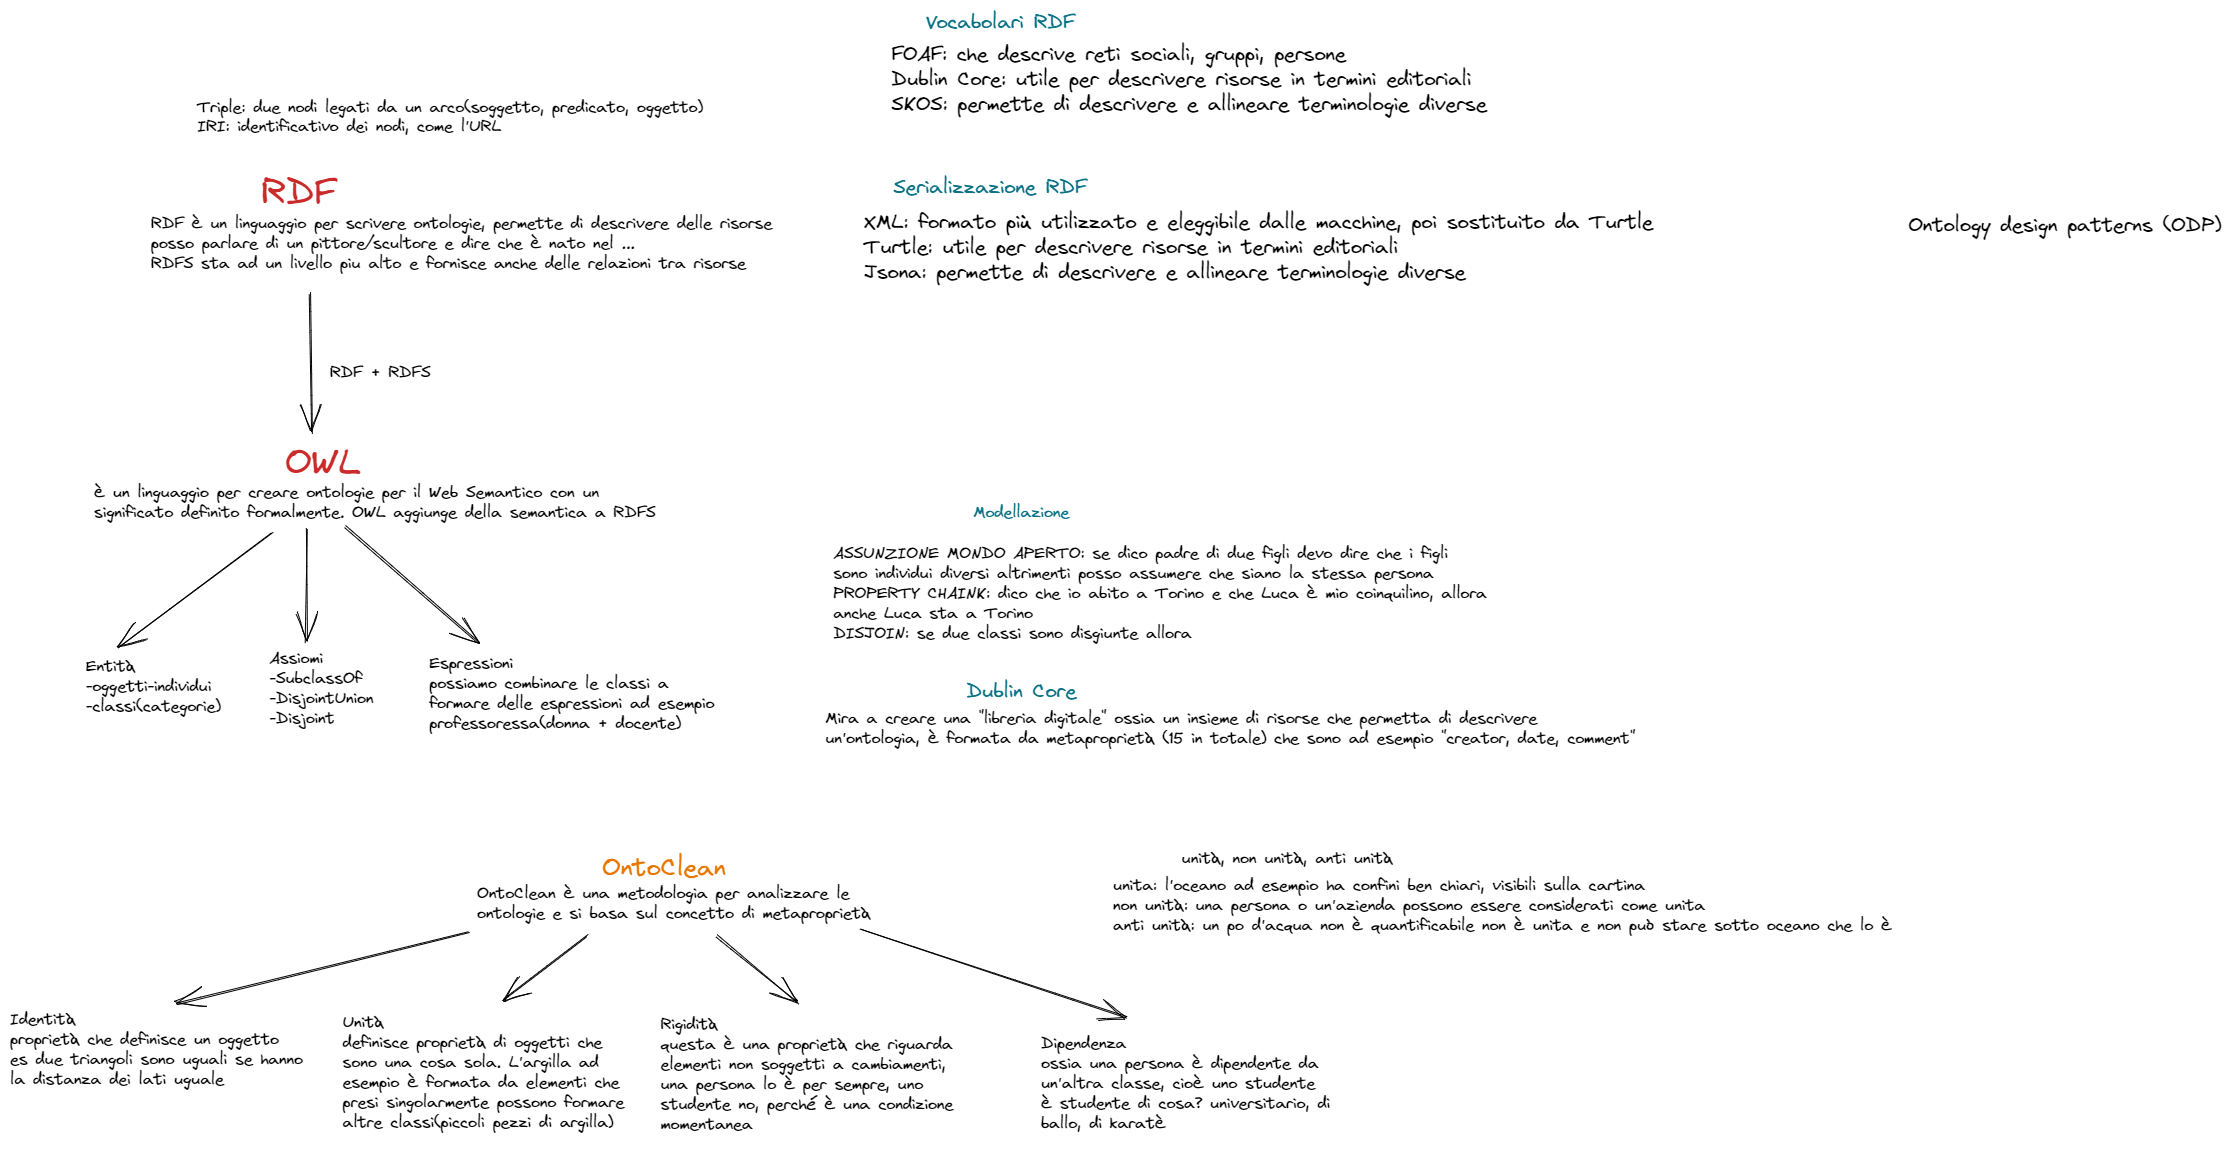 Vocabolari RDF
FOAF: che descrive reti sociali, gruppi, persone
Dublin Core: utile per descrivere risorse in termini editoriali
SKOS: permette di descrivere e allineare terminologie diverse
Triple: due nodi legati da un arco(soggetto, predicato, oggetto)
IRI: identificativo dei nodi, come l'URL
RDF
RDF è un linguaggio per scrivere ontologie, permette di descrivere delle risorse
posso parlare di un pittore/scultore e dire che è nato nel ...
RDFS sta ad un livello piu alto e fornisce anche delle relazioni tra risorse
Serializzazione RDF
XML: formato più utilizzato e eleggibile dalle macchine, poi sostituito da Turtle
Turtle: utile per descrivere risorse in termini editoriali
Jsona: permette di descrivere e allineare terminologie diverse
Ontology design patterns (ODP)
RDF + RDFS
OWL
è un linguaggio per creare ontologie per il Web Semantico con un
significato definito formalmente. OWL aggiunge della semantica a RDFS
Entità
-oggetti-individui
-classi(categorie)
Assiomi
-SubclassOf
-DisjointUnion
-Disjoint
Espressioni
possiamo combinare le classi a
formare delle espressioni ad esempio
professoressa(donna + docente)
Modellazione
ASSUNZIONE MONDO APERTO: se dico padre di due figli devo dire che i figli
sono individui diversi altrimenti posso assumere che siano la stessa persona
PROPERTY CHAINK: dico che io abito a Torino e che Luca è mio coinquilino, allora
anche Luca sta a Torino
DISJOIN: se due classi sono disgiunte allora
Dublin Core
Mira a creare una "libreria digitale" ossia un insieme di risorse che permetta di descrivere
un'ontologia, è formata da metaproprietà (15 in totale) che sono ad esempio "creator, date, comment"
OntoClean
OntoClean è una metodologia per analizzare le
ontologie e si basa sul concetto di metaproprietà
unità, non unità, anti unità
unita: l'oceano ad esempio ha confini ben chiari, visibili sulla cartina
non unità: una persona o un'azienda possono essere considerati come unita
anti unità: un po d'acqua non è quantificabile non è unita e non può stare sotto oceano che lo è
Identità
proprietà che definisce un oggetto
es due triangoli sono uguali se hanno
la distanza dei lati uguale
Unità
definisce proprietà di oggetti che
sono una cosa sola. L'argilla ad
esempio è formata da elementi che
presi singolarmente possono formare
altre classi(piccoli pezzi di argilla)
Rigidità
questa è una proprietà che riguarda
elementi non soggetti a cambiamenti,
una persona lo è per sempre, uno
studente no, perché è una condizione
momentanea
Dipendenza
ossia una persona è dipendente da
un'altra classe, cioè uno studente
è studente di cosa? universitario, di
ballo, di karatè